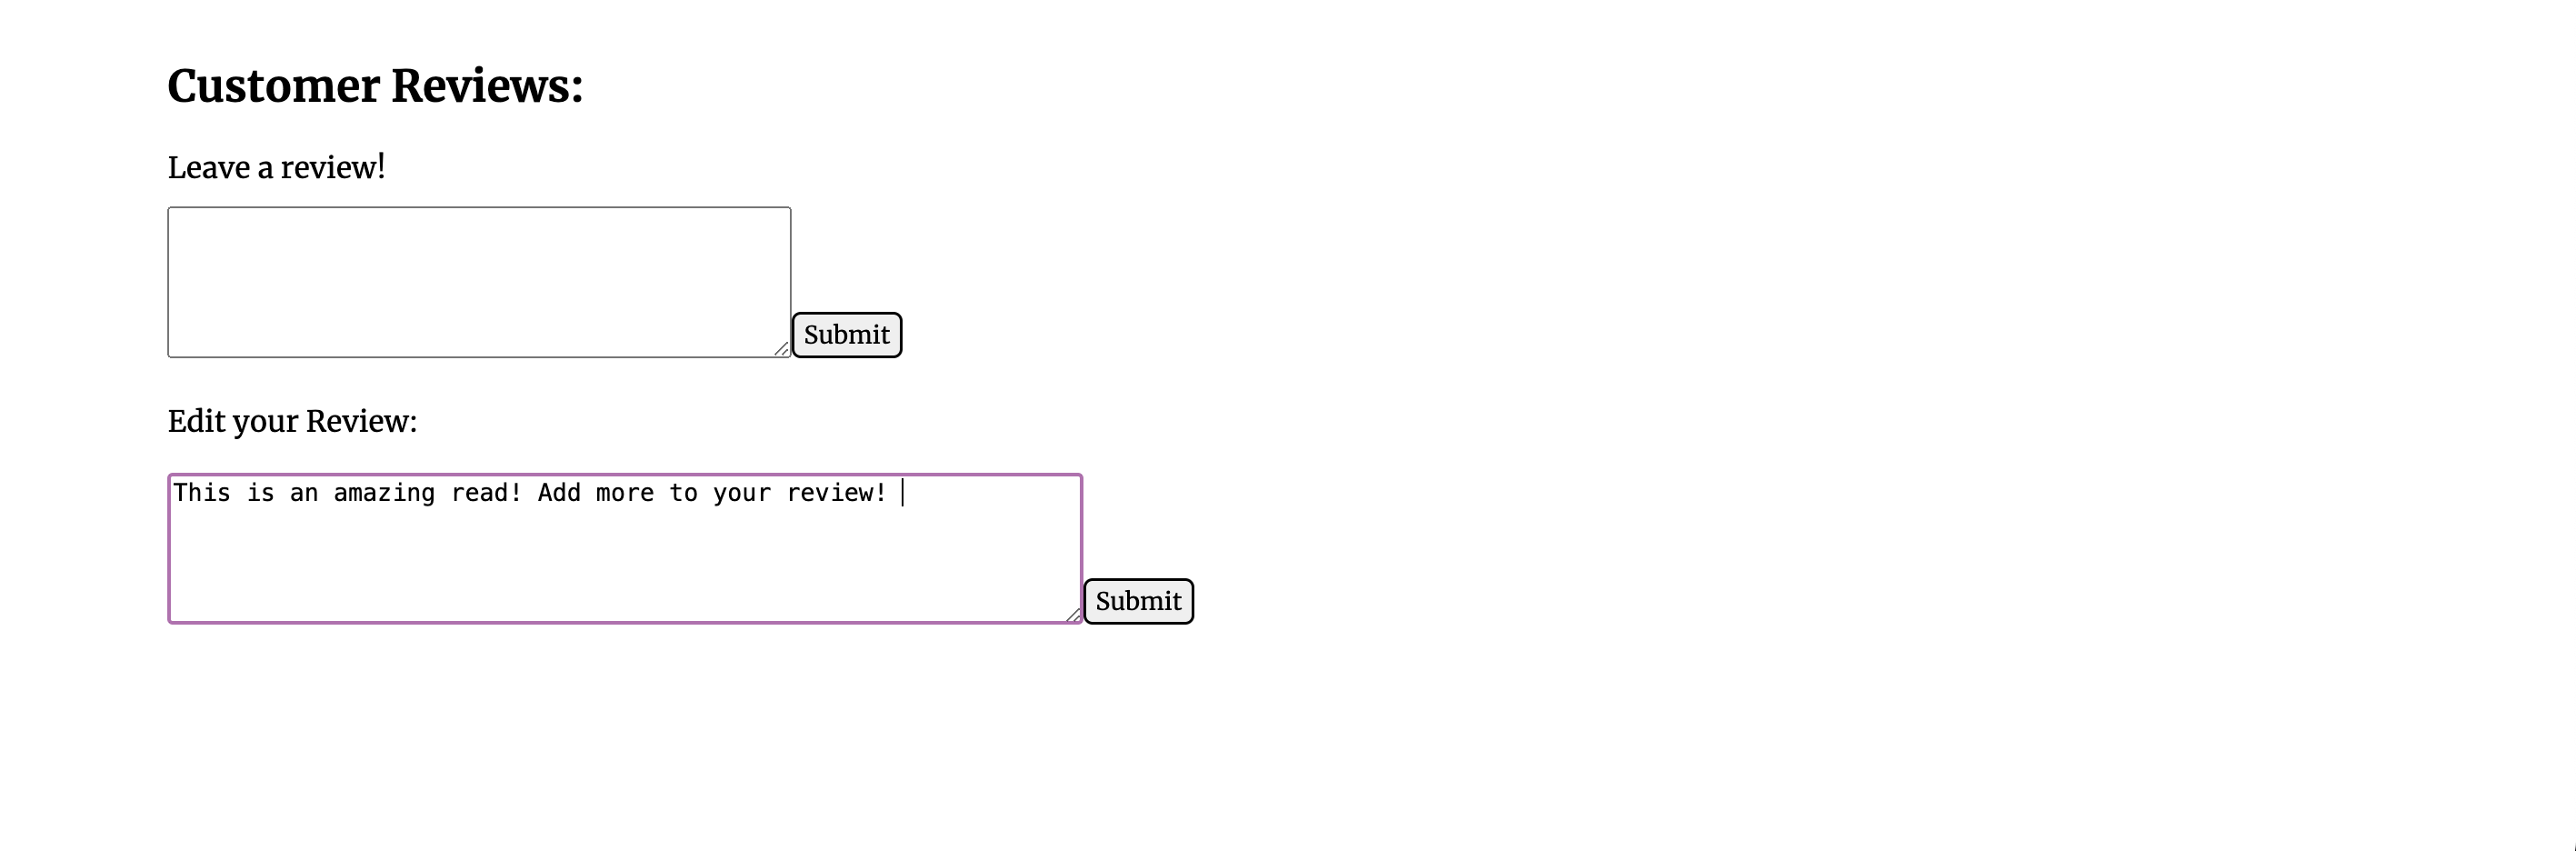 Customer Reviews:
Leave a review!
Submit
Edit your Review:
This is an amazing read! Add more to your review!
Submit